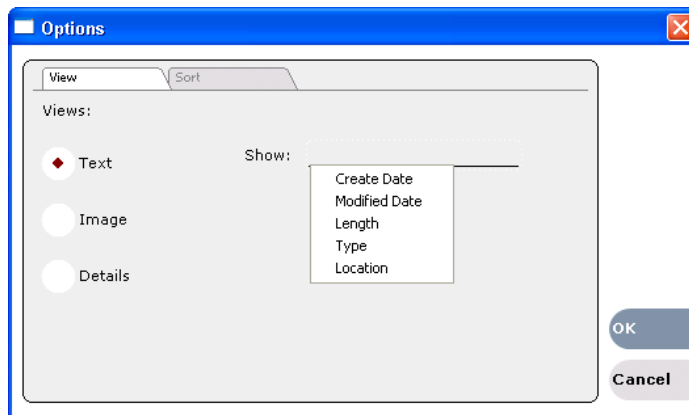 Options
View
Sort
Views:
Text
Show:
Create Date
Modified Date
Length
Type
Location
Image
Details
OK
Cancel